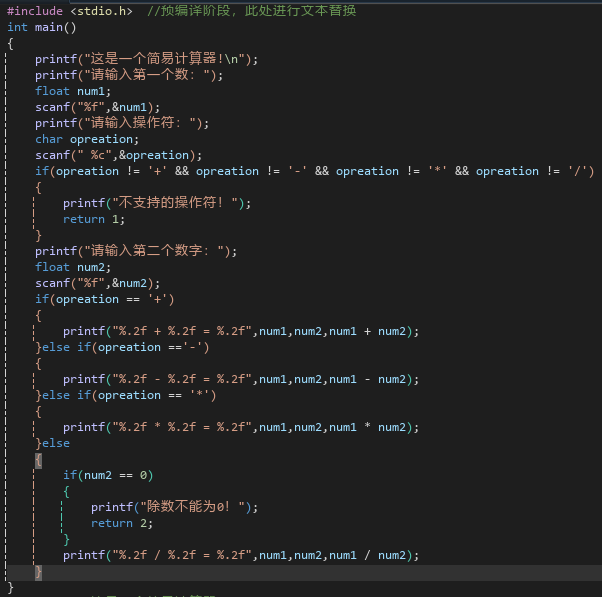 #include <stdio.h>  //预编译阶段，此处进行文本替换
int main()
{
    printf("这是一个简易计算器!\n");
    printf("请输入第一个数: ");
    float num1;
    scanf("%f",&num1);
    printf("请输入操作符: ");
    char opreation;
    scanf(" %c",&opreation);
    if(opreation != '+' && opreation != '-' && opreation != '*' && opreation != '/')
    {
        printf("不支持的操作符! ");
        return 1;
    }
    printf("请输入第二个数字: ");
    float num2;
    scanf("%f",&num2);
    if(opreation == '+')
    {
        printf("%.2f + %.2f = %.2f",num1,num2,num1 + num2);
    }else if(opreation =='-')
    {
        printf("%.2f - %.2f = %.2f",num1,num2,num1 - num2);
    }else if(opreation == '*')
    {
        printf("%.2f * %.2f = %.2f",num1,num2,num1 * num2);
    }else
    {
        if(num2 == 0)
        {
            printf("除数不能为0! ");
            return 2;
        }
        printf("%.2f / %.2f = %.2f",num1,num2,num1 / num2);
    }
}